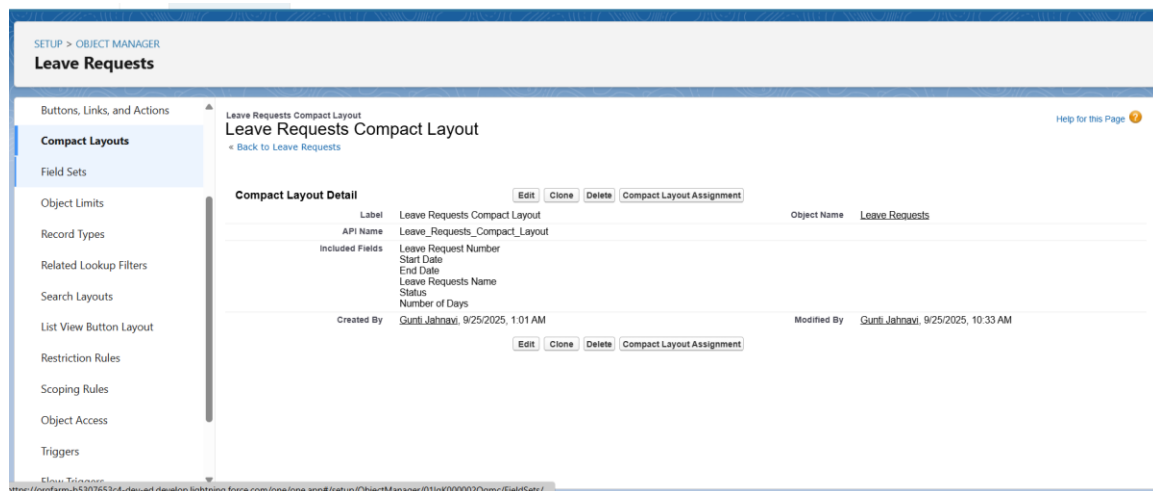 SETUP > OBJECT MANAGER
Leave Requests
Buttons, Links, and Actions
Compact Layouts
Field Sets
Object Limits
Record Types
Related Lookup Filters
Search Layouts
List View Button Layout
Restriction Rules
Scoping Rules
Object Access
Triggers
Flow Triggers
Leave Requests Compact Layout
Leave Requests Compact Layout
Help for this Page
« Back to Leave Requests
Compact Layout Detail Edit Clone Delete Compact Layout Assignment
Label Leave Requests Compact Layout Object Name Leave Requests
API Name Leave_Requests_Compact_Layout
Included Fields Leave Request Number
Start Date
End Date
Leave Requests Name
Status
Number of Days
Created By Gunti Jahnavi, 9/25/2025, 1:01 AM Modified By Gunti Jahnavi, 9/25/2025, 10:33 AM
Edit Clone Delete Compact Layout Assignment